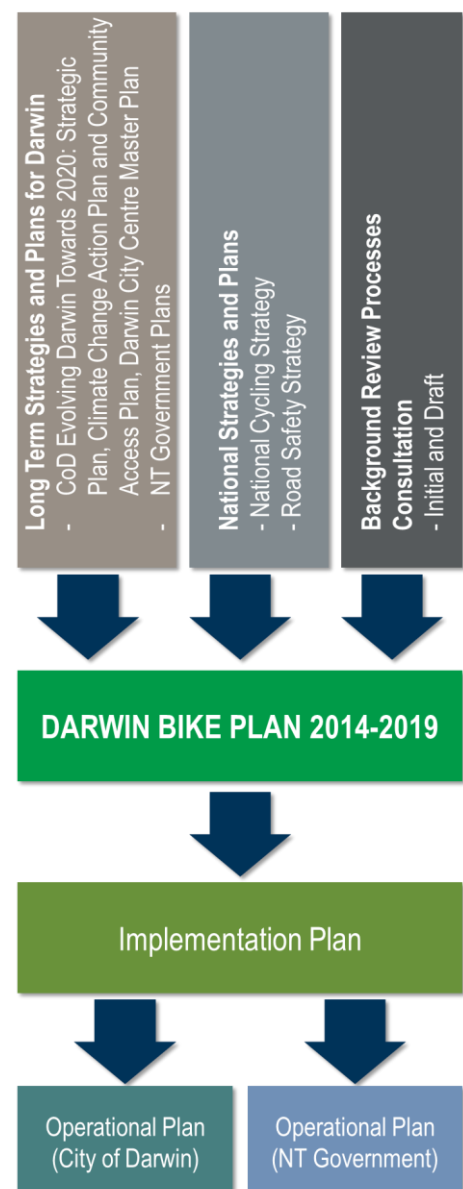 Long Term Strategies and Plans for Darwin
- CoD Evolving Darwin Towards 2020: Strategic
Plan, Climate Change Action Plan and Community
Access Plan, Darwin City Centre Master Plan
- NT Government Plans
National Strategies and Plans
- National Cycling Strategy
- Road Safety Strategy
Background Review Processes
Consultation
- Initial and Draft
DARWIN BIKE PLAN 2014-2019
Implementation Plan
Operational Plan
(City of Darwin)
Operational Plan
(NT Government)